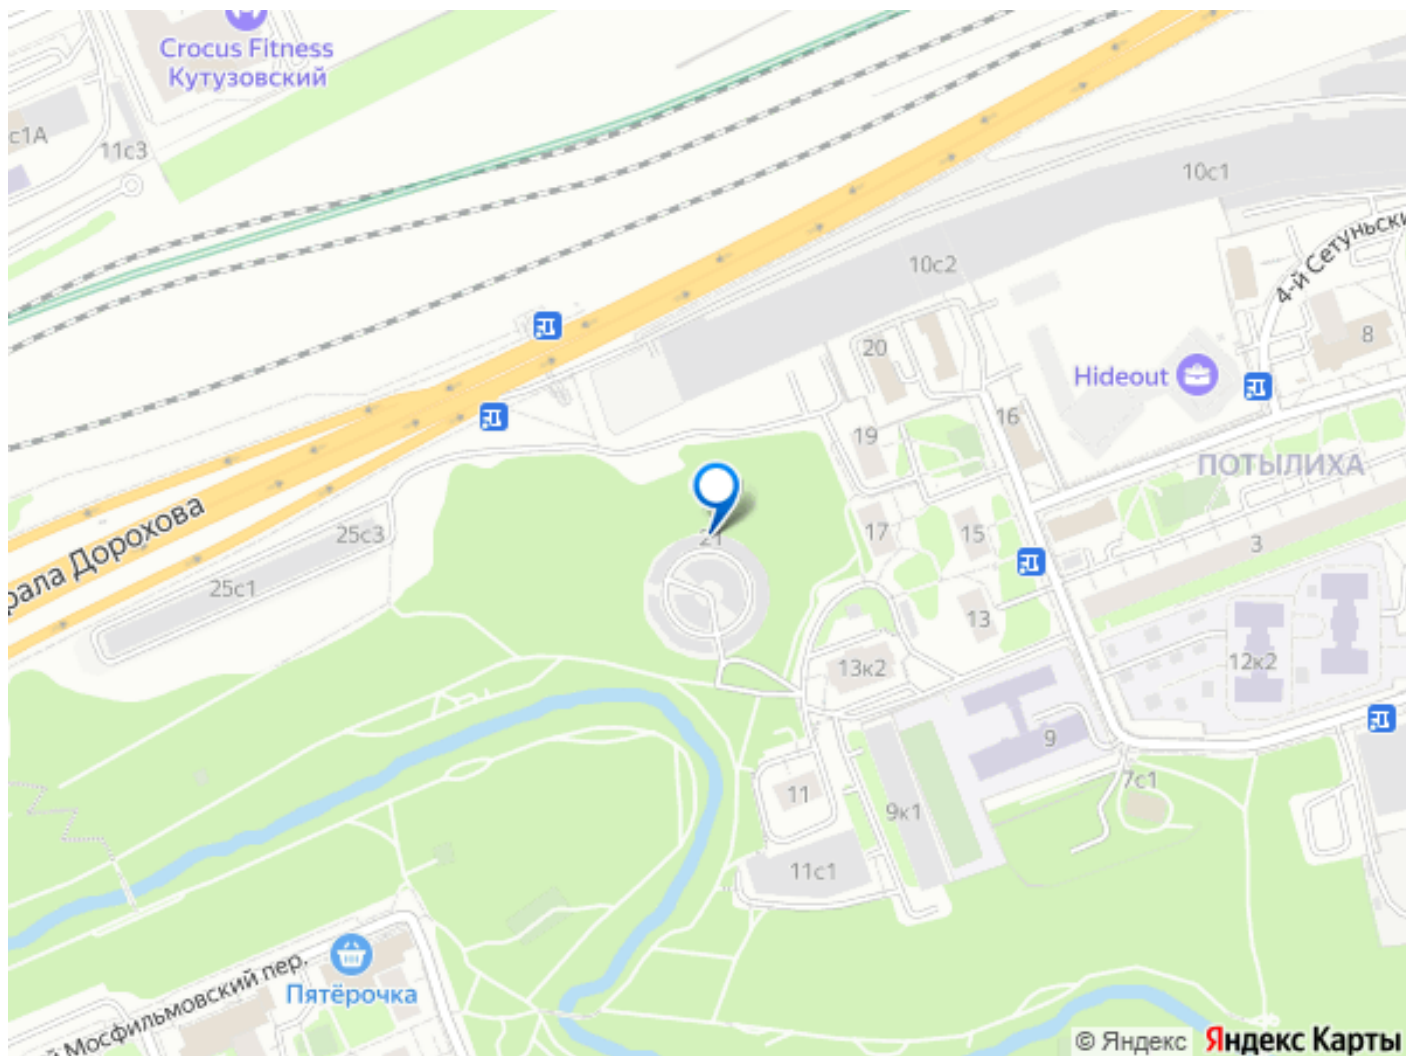 Crocus Fitness
Кутузовский
с1А
11с3
10с1
4-й Сетуньски
10с2
20
8
Hideout
16
19
ПОТЫЛИХА
рала Дорохова
25с3
21
17
15
3
25с1
13
13к2
12к2
9
7с1
11
9к1
11с1
й Мосфильмовский пер.
Пятёрочка
© Яндекс Яндекс Карты